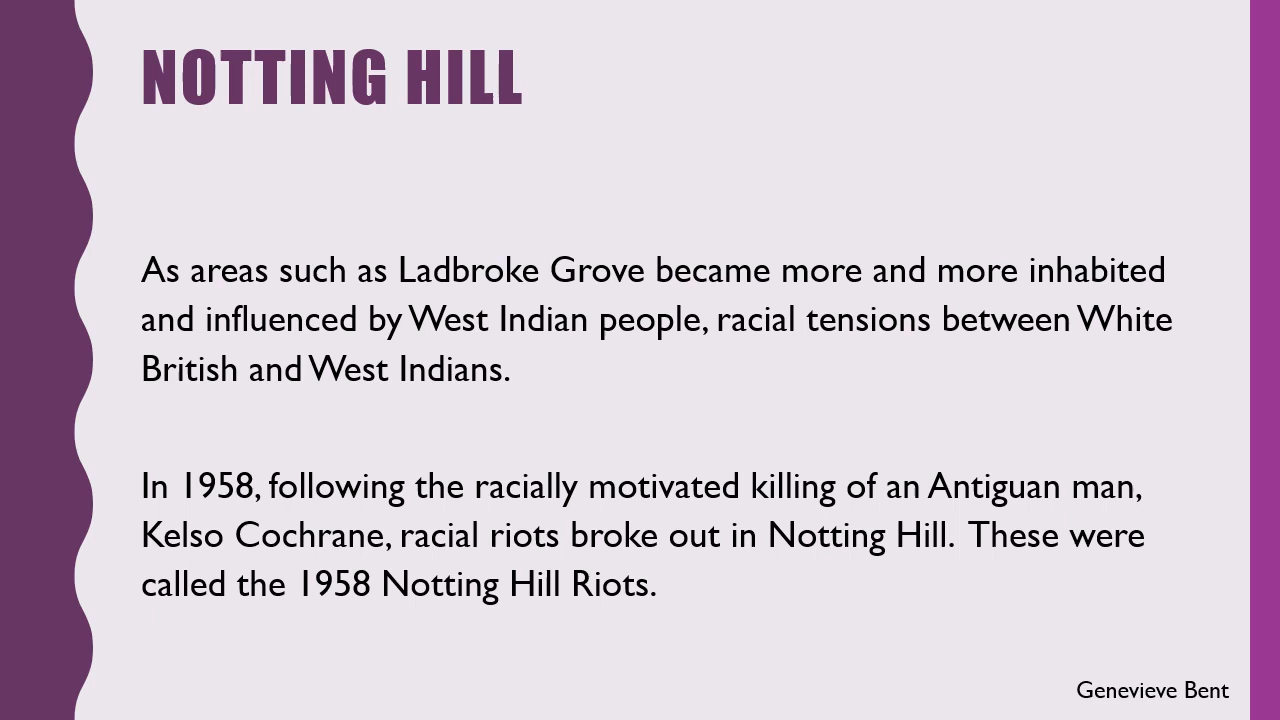 NOTTING HILL
As areas such as Ladbroke Grove became more and more inhabited
and influenced by West Indian people, racial tensions between White
British and West Indians.
In 1958, following the racially motivated killing of an Antiguan man,
Kelso Cochrane, racial riots broke out in Notting Hill.  These were
called the 1958 Notting Hill Riots.
Genevieve Bent